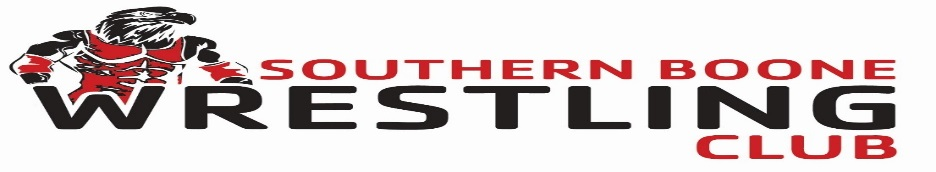 SOUTHERN BOONE
WRESTLING
CLUB